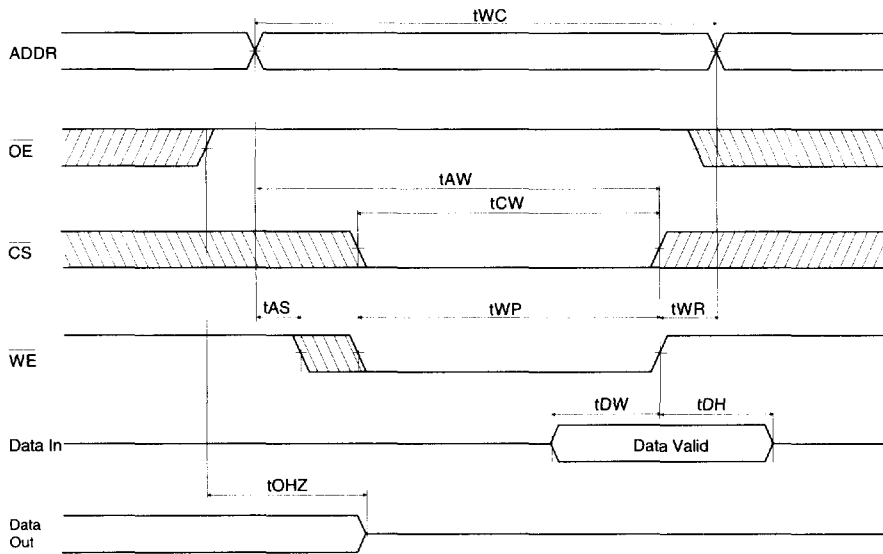 tWC
ADDR
OE
tAW
tCW
CS
tAS
tWP
tWR
WE
tDW
tDH
Data In
Data Valid
tOHZ
Data
Out